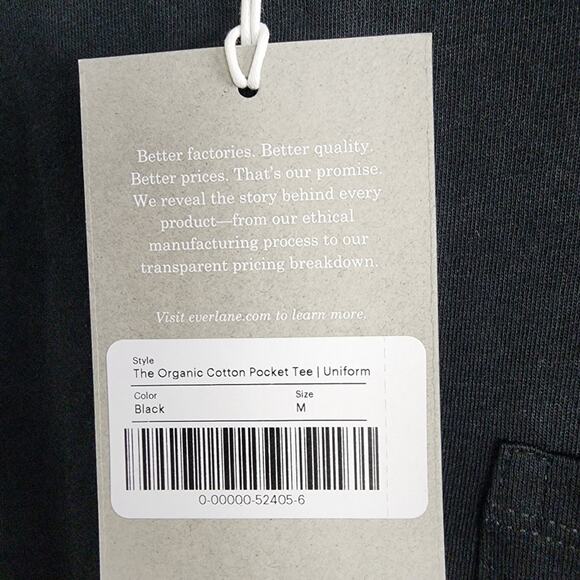 Better factories. Better quality.
Better prices. That's our promise.
We reveal the story behind every
product—from our ethical
manufacturing process to our
transparent pricing breakdown.
Visit everlane.com to learn more.
Style
The Organic Cotton Pocket Tee | Uniform
Color Size
Black M
0-00000-52405-6